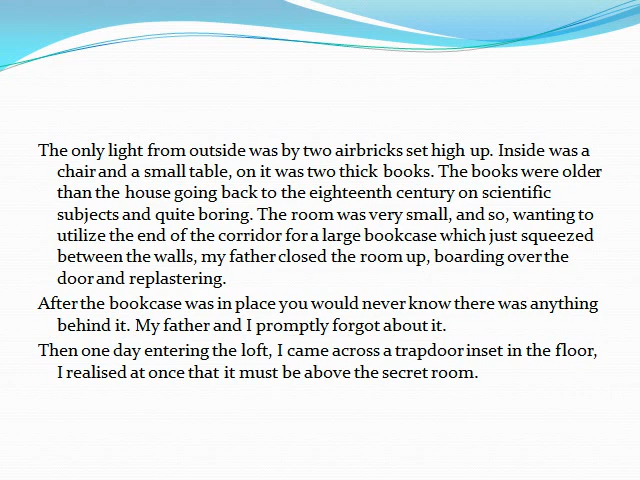 The only light from outside was by two airbricks set high up. Inside was a
chair and a small table, on it was two thick books. The books were older
than the house going back to the eighteenth century on scientific
subjects and quite boring. The room was very small, and so, wanting to
utilize the end of the corridor for a large bookcase which just squeezed
between the walls, my father closed the room up, boarding over the
door and replastering.
After the bookcase was in place you would never know there was anything
behind it. My father and I promptly forgot about it.
Then one day entering the loft, I came across a trapdoor inset in the floor,
I realised at once that it must be above the secret room.